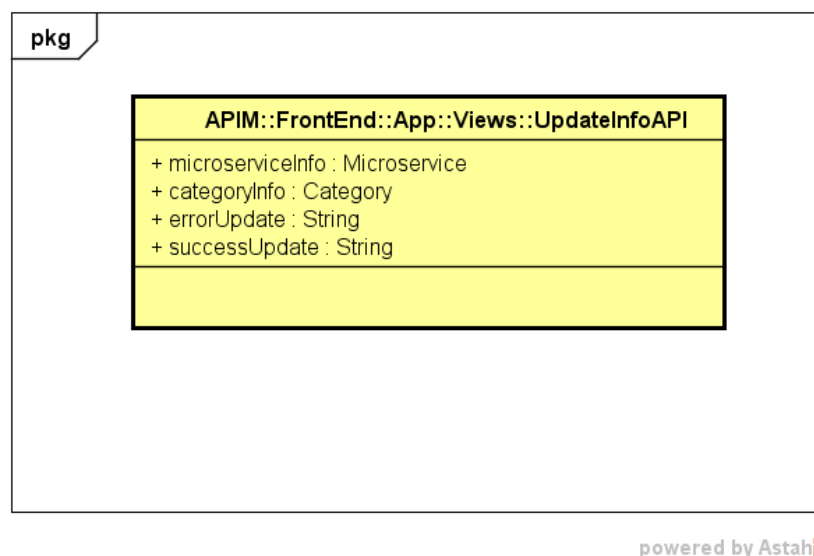 pkg
APIM::FrontEnd::App::Views::UpdateInfoAPI
+ microserviceInfo : Microservice
+ categoryInfo : Category
+ errorUpdate : String
+ successUpdate : String
powered by Astah